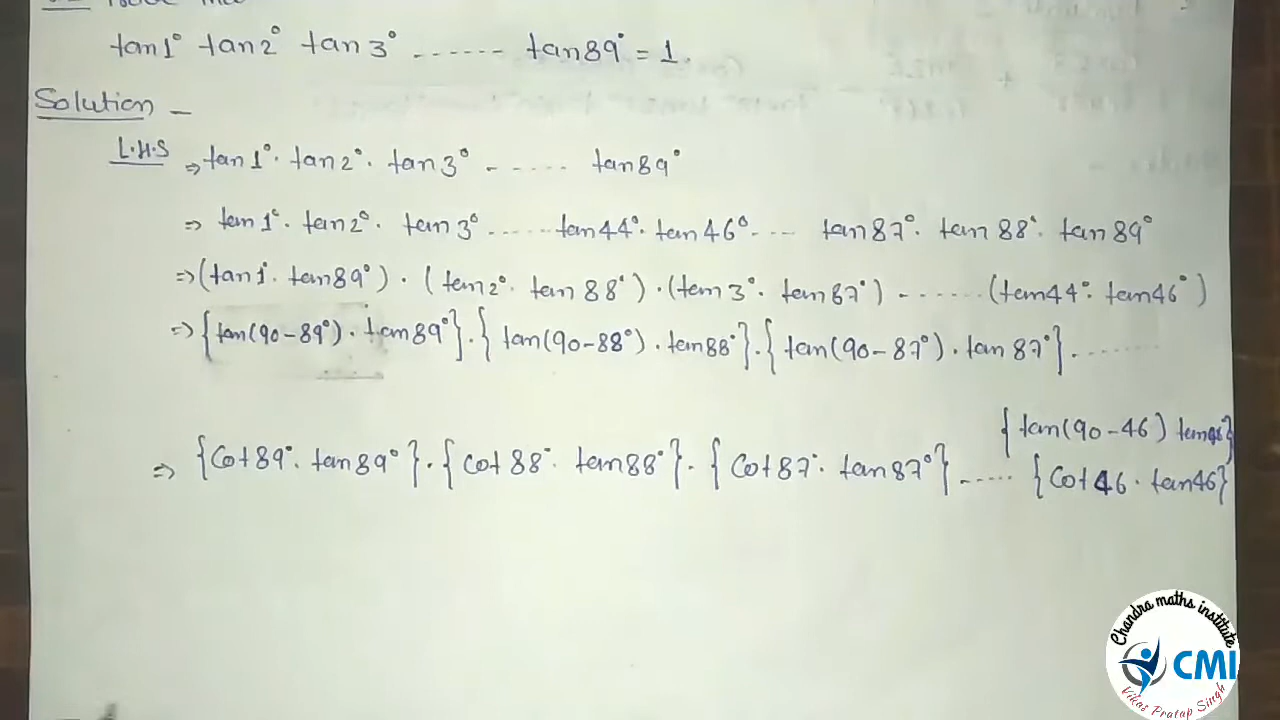 tan1° tan2° tan3° ...... tan89° = 1.
Solution -
L.H.S ⇒ tan1°. tan2°. tan3° ...... tan89°
⇒ tan1°. tan2°. tan3° ...... tan44°. tan46° .... tan87°. tan88°. tan89°
⇒ (tan1°. tan89°) . (tan2°. tan88°) . (tan3°. tan87°) ....... (tan44°. tan46°)
⇒ {tan(90-89°). tan89°}. {tan(90-88°). tan88°}. {tan(90-87°). tan87°}. .......
{tan(90-46) tan46}
⇒ {Cot89°. tan89°}. {Cot88°. tan88°}. {Cot87°. tan87°} ...... {Cot46. tan46}
Chandra maths institute
CMI
Vikas Pratap Singh